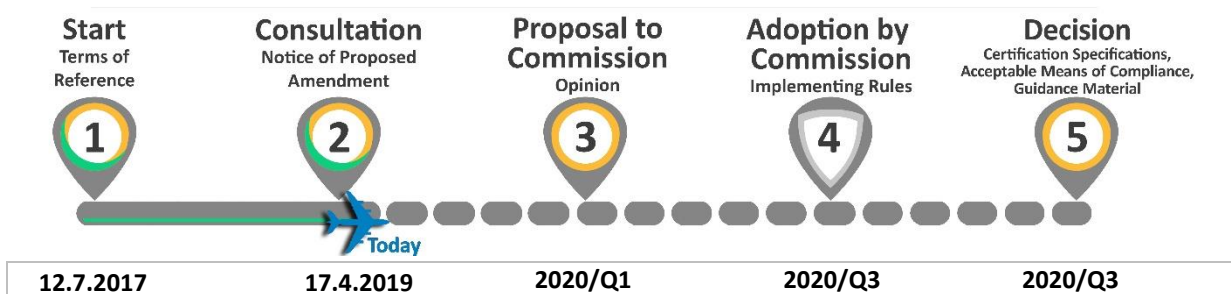 Start
Terms of
Reference
1
Consultation
Notice of Proposed
Amendment
2
Proposal to
Commission
Opinion
3
Adoption by
Commission
Implementing Rules
4
Decision
Certification Specifications,
Acceptable Means of Compliance,
Guidance Material
5
Today
12.7.2017
17.4.2019
2020/Q1
2020/Q3
2020/Q3